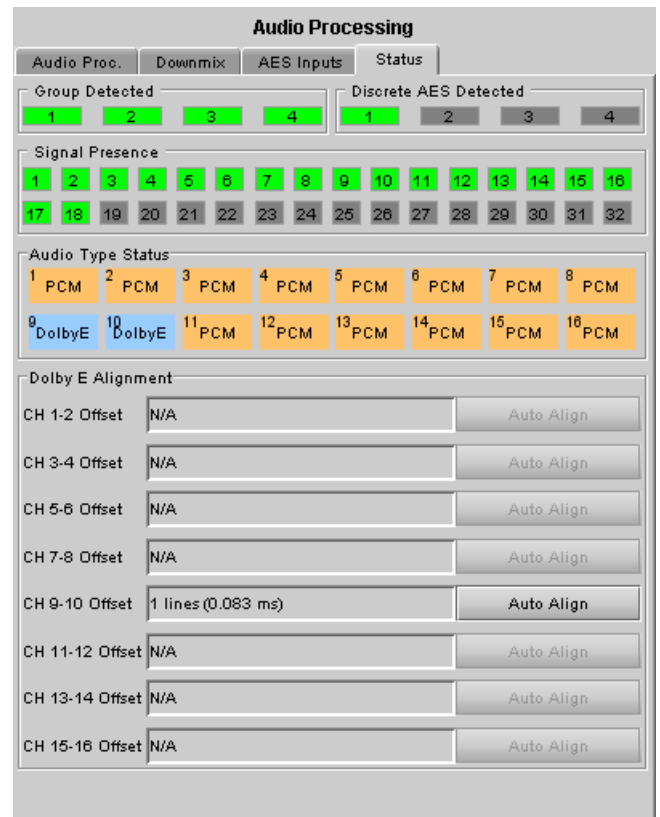 Audio Processing
Audio Proc. Downmix AES Inputs Status
Group Detected Discrete AES Detected
1 2 3 4 1 2 3 4
Signal Presence
1 2 3 4 5 6 7 8 9 10 11 12 13 14 15 16
17 18 19 20 21 22 23 24 25 26 27 28 29 30 31 32
Audio Type Status
1 PCM 2 PCM 3 PCM 4 PCM 5 PCM 6 PCM 7 PCM 8 PCM
9 DolbyE 10 DolbyE 11 PCM 12 PCM 13 PCM 14 PCM 15 PCM 16 PCM
Dolby E Alignment
CH 1-2 Offset N/A Auto Align
CH 3-4 Offset N/A Auto Align
CH 5-6 Offset N/A Auto Align
CH 7-8 Offset N/A Auto Align
CH 9-10 Offset 1 lines (0.083 ms) Auto Align
CH 11-12 Offset N/A Auto Align
CH 13-14 Offset N/A Auto Align
CH 15-16 Offset N/A Auto Align